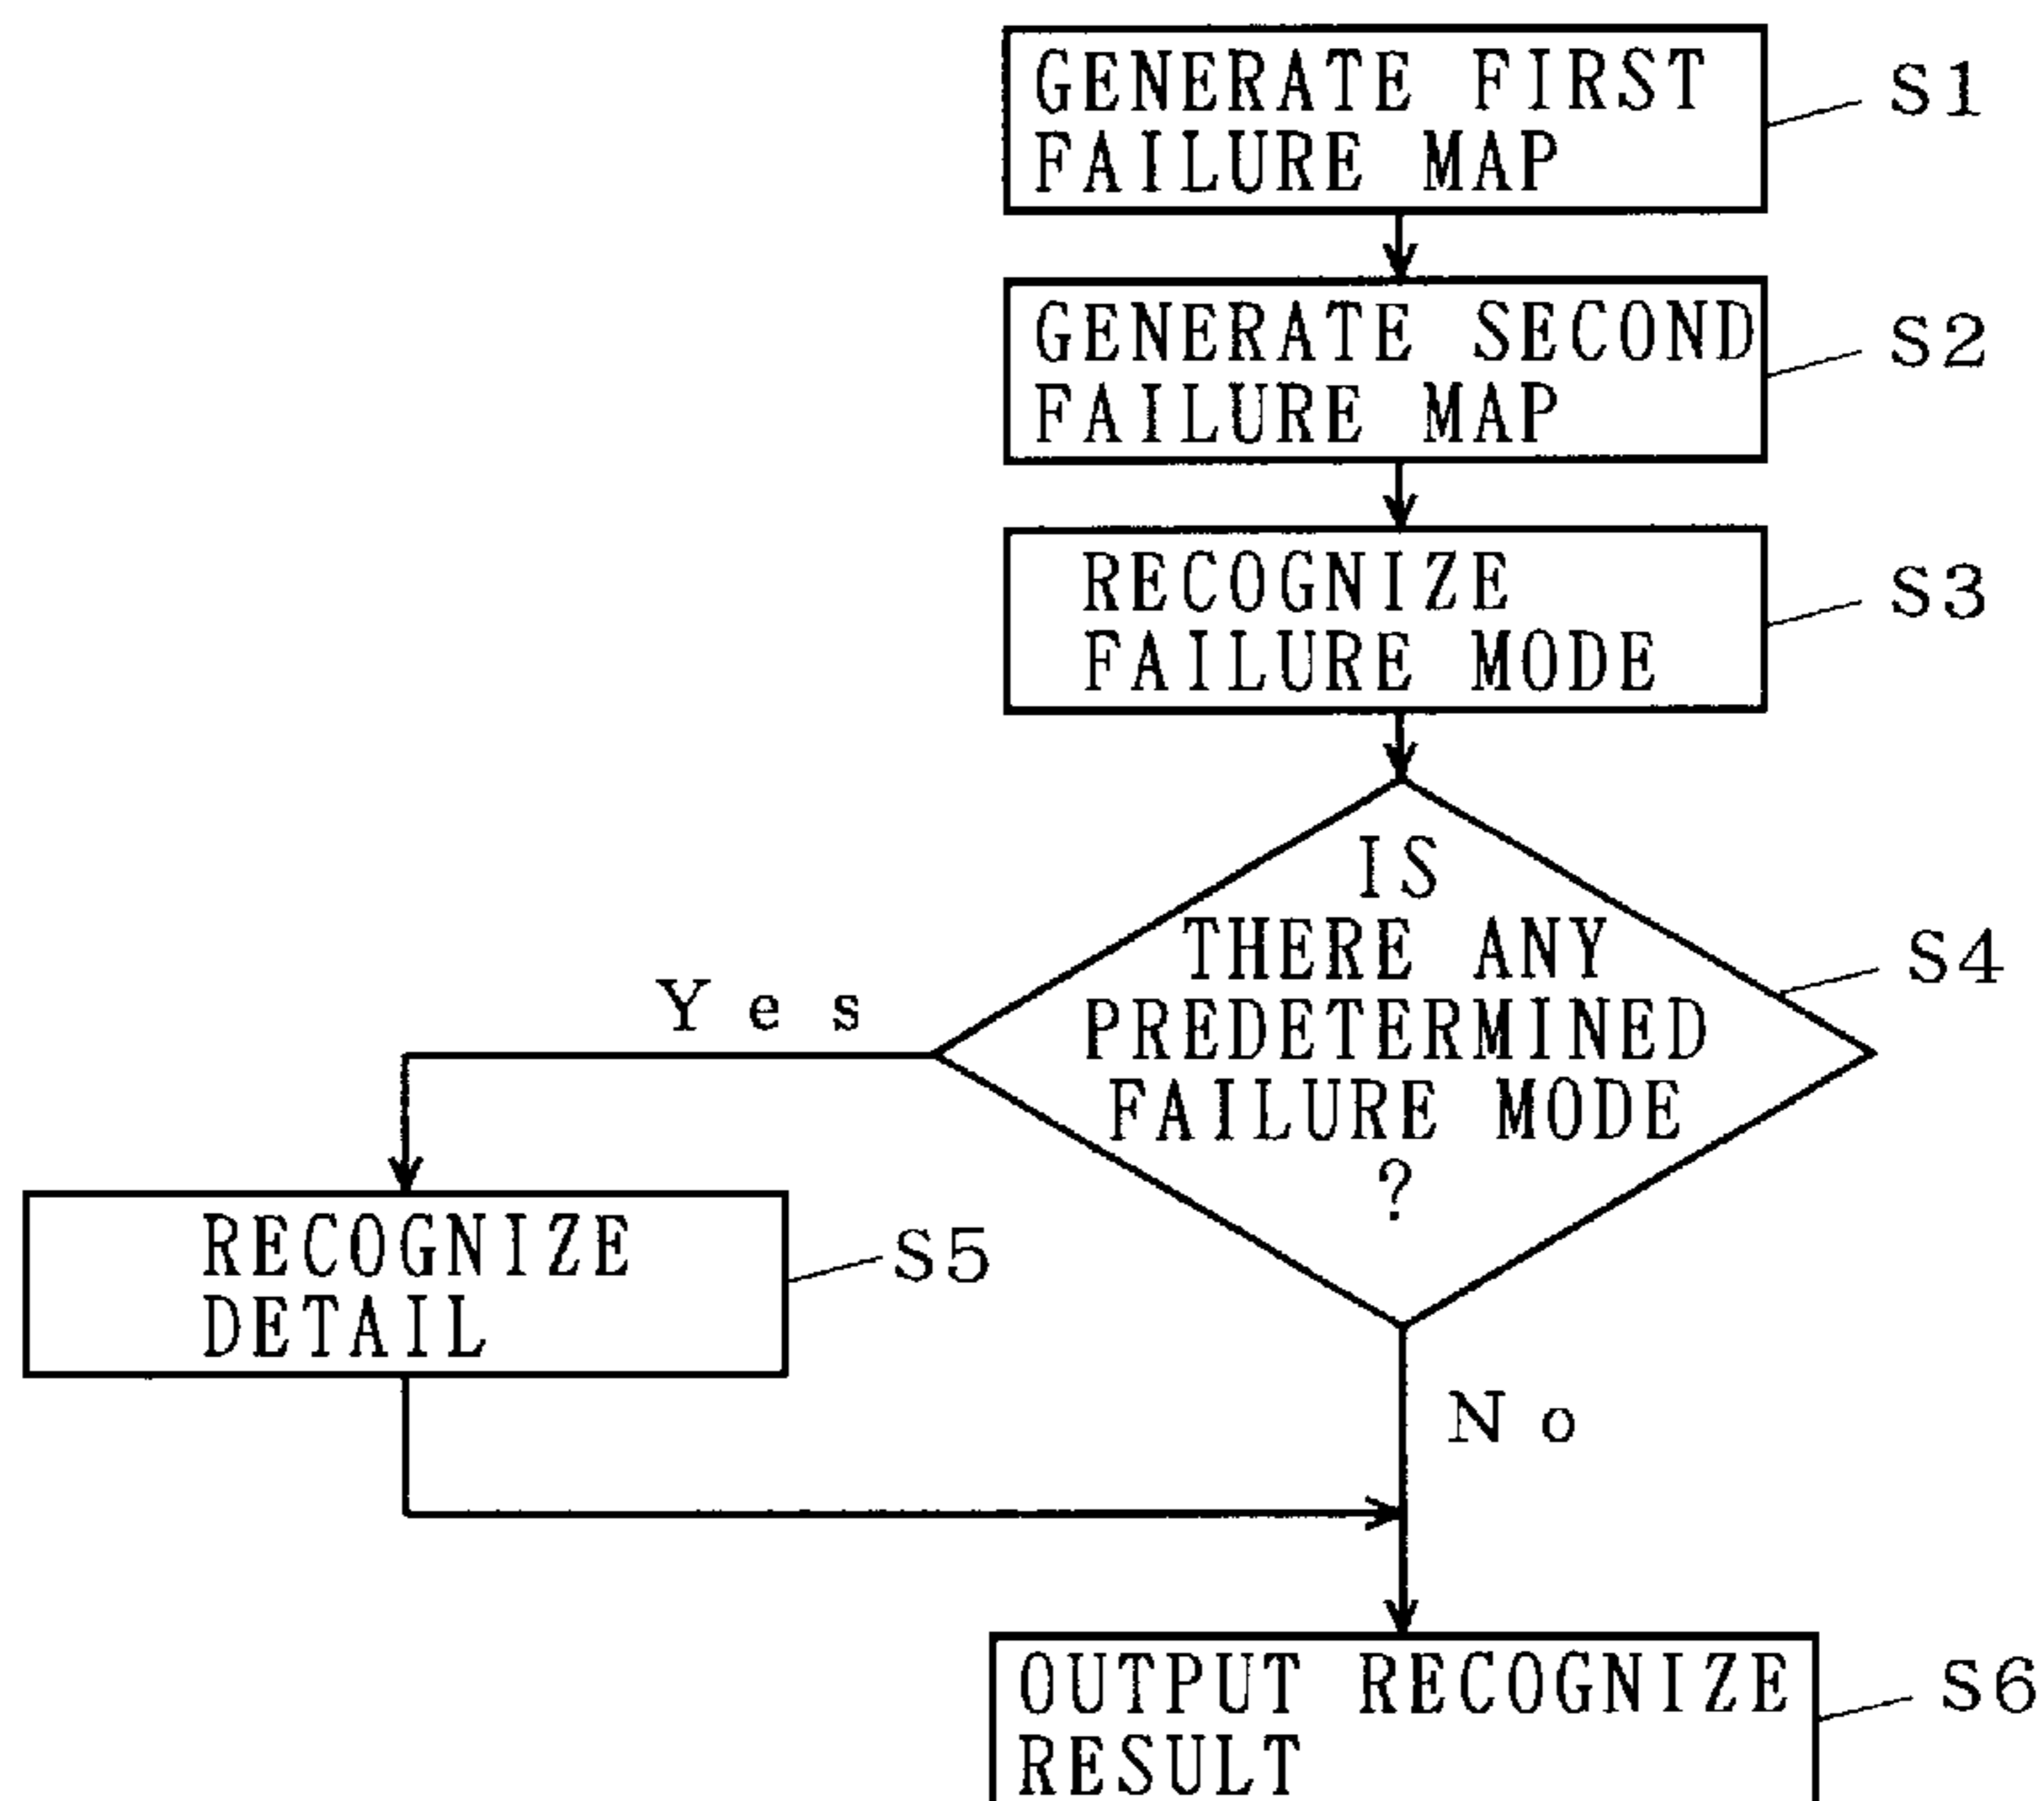 GENERATE FIRST
FAILURE MAP
S1
GENERATE SECOND
FAILURE MAP
S2
RECOGNIZE
FAILURE MODE
S3
IS
THERE ANY
PREDETERMINED
FAILURE MODE
?
S4
Yes
RECOGNIZE
DETAIL
S5
No
OUTPUT RECOGNIZE
RESULT
S6